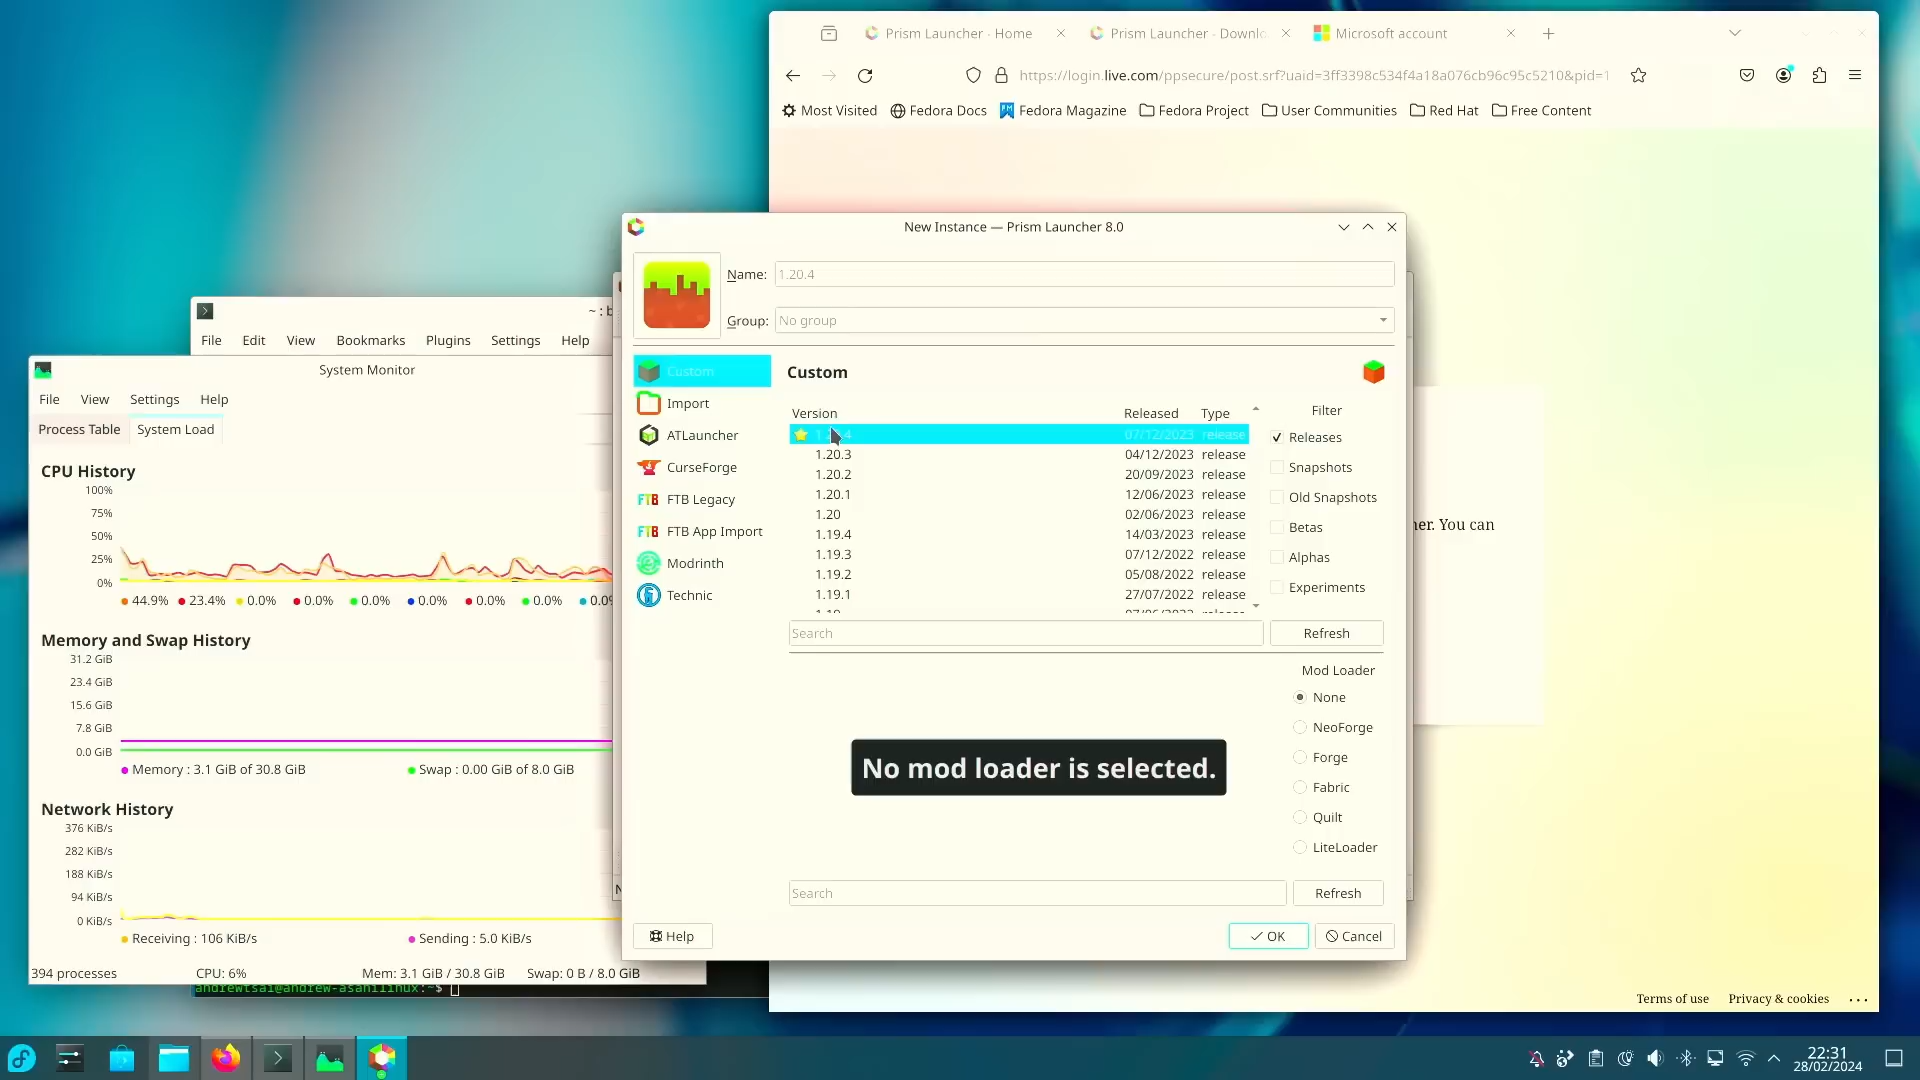 Prism Launcher - Home
Prism Launcher - Downlo
Microsoft account
https://login.live.com/ppsecure/post.srf?uaid=3ff3398c534f4a18a076cb96c95c5210&pid=1
Most Visited
Fedora Docs
Fedora Magazine
Fedora Project
User Communities
Red Hat
Free Content
New Instance — Prism Launcher 8.0
Name:
1.20.4
Group:
No group
Custom
Import
ATLauncher
CurseForge
FTB Legacy
FTB App Import
Modrinth
Technic
Custom
Version Released Type
07/12/2023 release
1.20.3 04/12/2023 release
1.20.2 20/09/2023 release
1.20.1 12/06/2023 release
1.20 02/06/2023 release
1.19.4 14/03/2023 release
1.19.3 07/12/2022 release
1.19.2 05/08/2022 release
1.19.1 27/07/2022 release
Filter
Releases
Snapshots
Old Snapshots
Betas
Alphas
Experiments
Search
Refresh
Mod Loader
None
NeoForge
Forge
Fabric
Quilt
LiteLoader
No mod loader is selected.
Search
Refresh
Help
OK
Cancel
You can
Terms of use
Privacy & cookies
File Edit View Bookmarks Plugins Settings Help
System Monitor
File View Settings Help
Process Table
System Load
CPU History
100%
75%
50%
25%
0%
44.9% 23.4% 0.0% 0.0% 0.0% 0.0% 0.0% 0.0%
Memory and Swap History
31.2 GiB
23.4 GiB
15.6 GiB
7.8 GiB
0.0 GiB
Memory : 3.1 GiB of 30.8 GiB
Swap : 0.00 GiB of 8.0 GiB
Network History
376 KiB/s
282 KiB/s
188 KiB/s
94 KiB/s
0 KiB/s
Receiving : 106 KiB/s
Sending : 5.0 KiB/s
394 processes
CPU: 6%
Mem: 3.1 GiB / 30.8 GiB
Swap: 0 B / 8.0 GiB
andrewtsai@andrew-asahilinux:~$
22:31
28/02/2024